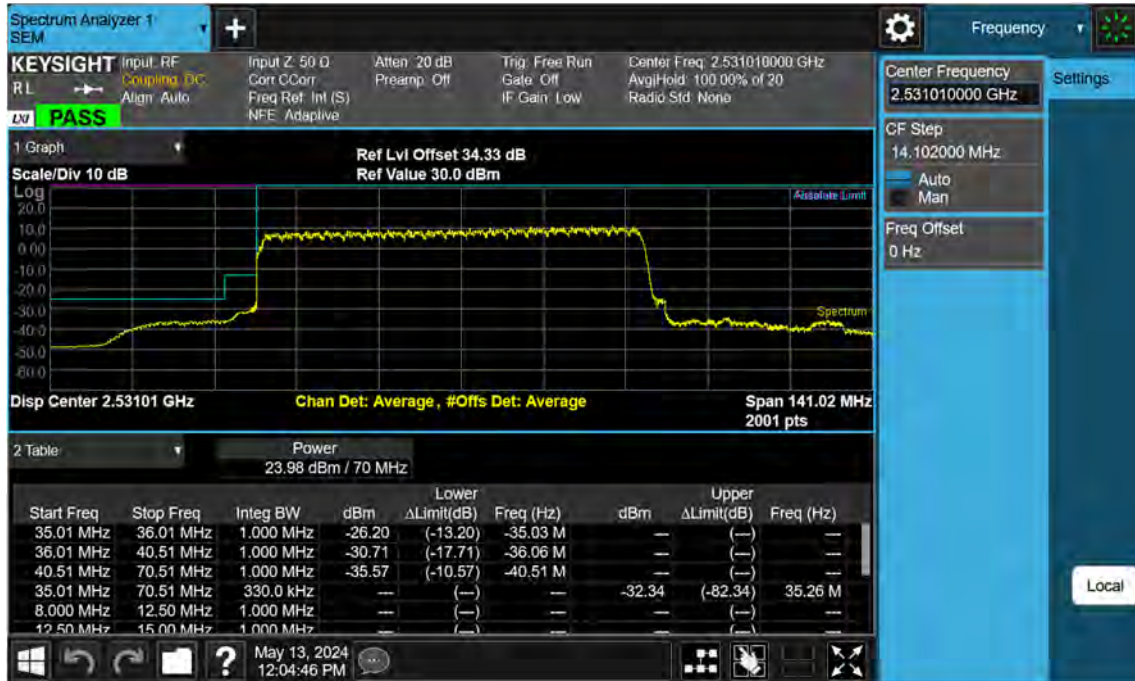 Spectrum Analyzer 1
SEM
+
Frequency
KEYSIGHT
RL
LXI
PASS
Input: RF
Coupling: DC
Align: Auto
Input Z: 50 Ω
Corr CCorr
Freq Ref: Int (S)
NFE: Adaptive
Atten: 20 dB
Preamp: Off
Trig: Free Run
Gate: Off
IF Gain: Low
Center Freq: 2.531010000 GHz
Avg|Hold: 100.00% of 20
Radio Std: None
Center Frequency
2.531010000 GHz
Settings
CF Step
14.102000 MHz
Auto
Man
Freq Offset
0 Hz
Local
1 Graph
Scale/Div 10 dB
Ref Lvl Offset 34.33 dB
Ref Value 30.0 dBm
Log
20.0
10.0
0.00
-10.0
-20.0
-30.0
-40.0
-50.0
-60.0
Absolute Limit
Spectrum
Disp Center 2.53101 GHz
Chan Det: Average, #Offs Det: Average
Span 141.02 MHz
2001 pts
2 Table
Power
23.98 dBm / 70 MHz
Lower Upper
Start Freq Stop Freq Integ BW dBm ΔLimit(dB) Freq (Hz) dBm ΔLimit(dB) Freq (Hz)
35.01 MHz 36.01 MHz 1.000 MHz -26.20 (-13.20) -35.03 M --- (---) ---
36.01 MHz 40.51 MHz 1.000 MHz -30.71 (-17.71) -36.06 M --- (---) ---
40.51 MHz 70.51 MHz 1.000 MHz -35.57 (-10.57) -40.51 M --- (---) ---
35.01 MHz 70.51 MHz 330.0 kHz --- (---) --- -32.34 (-82.34) 35.26 M
8.000 MHz 12.50 MHz 1.000 MHz --- (---) --- --- (---) ---
12.50 MHz 15.00 MHz 1.000 MHz --- (---) --- --- (---) ---
?
May 13, 2024
12:04:46 PM